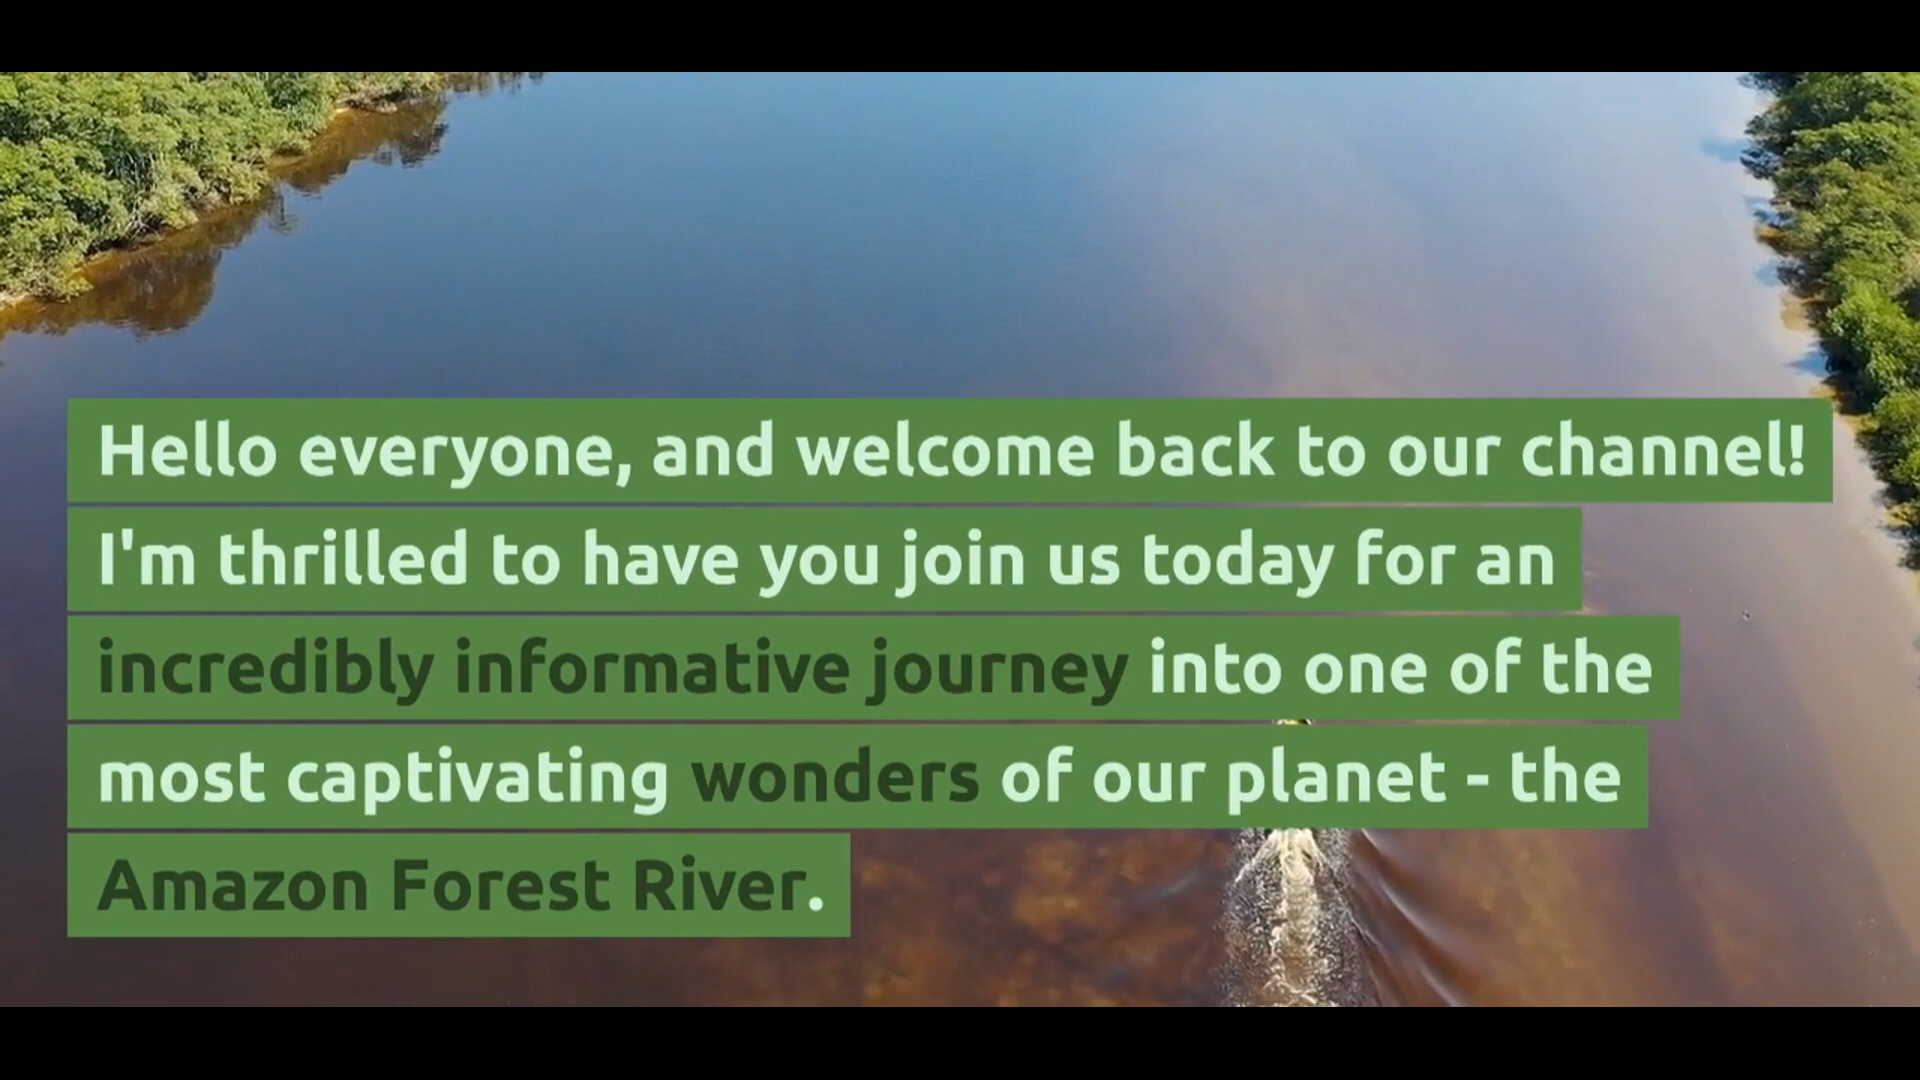 Hello everyone, and welcome back to our channel!
I'm thrilled to have you join us today for an
incredibly informative journey into one of the
most captivating wonders of our planet - the
Amazon Forest River.